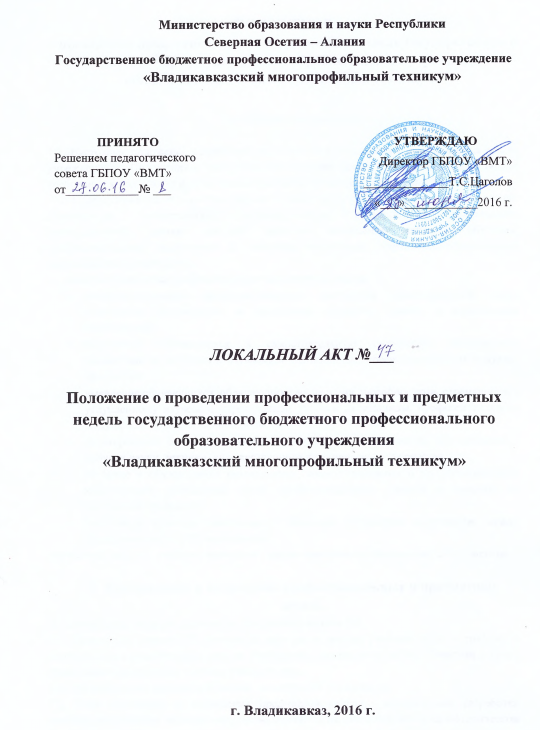 Министерство образования и науки Республики
Северная Осетия – Алания
Государственное бюджетное профессиональное образовательное учреждение
«Владикавказский многопрофильный техникум»
ПРИНЯТО
Решением педагогического
совета ГБПОУ «ВМТ»
от 27.06.16 №
УТВЕРЖДАЮ
Директор ГБПОУ «ВМТ»
Т.С.Цаголов
июня 2016 г.
ЛОКАЛЬНЫЙ АКТ № 47
Положение о проведении профессиональных и предметных
недель государственного бюджетного профессионального
образовательного учреждения
«Владикавказский многопрофильный техникум»
г. Владикавказ, 2016 г.